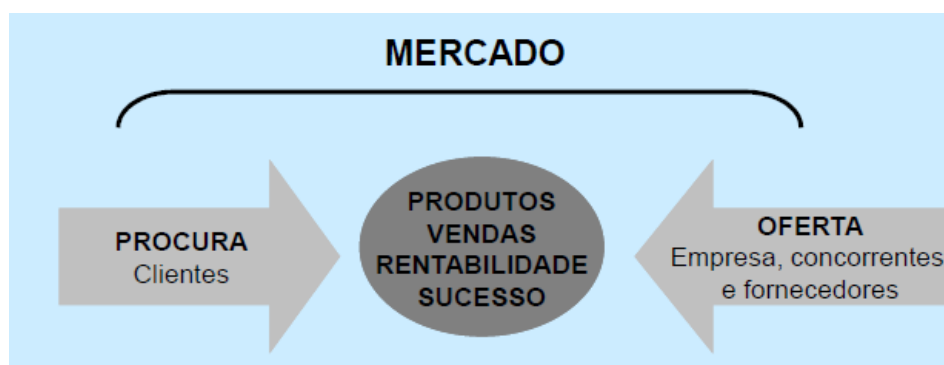 MERCADO
PROCURA
Clientes
PRODUTOS
VENDAS
RENTABILIDADE
SUCESSO
OFERTA
Empresa, concorrentes
e fornecedores